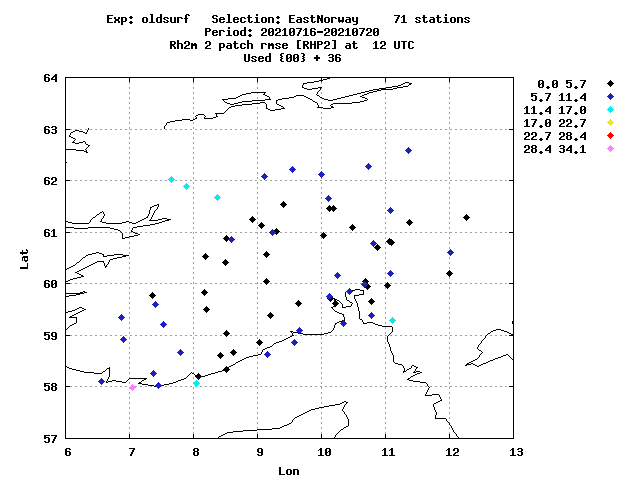 Exp: oldsurf Selection: EastNorway 71 stations
Period: 20210716-20210720
Rh2m 2 patch rmse [RHP2] at 12 UTC
Used {00} + 36
64
63
62
61
60
59
58
57
Lat
6 7 8 9 10 11 12 13
Lon
0.0 5.7
5.7 11.4
11.4 17.0
17.0 22.7
22.7 28.4
28.4 34.1